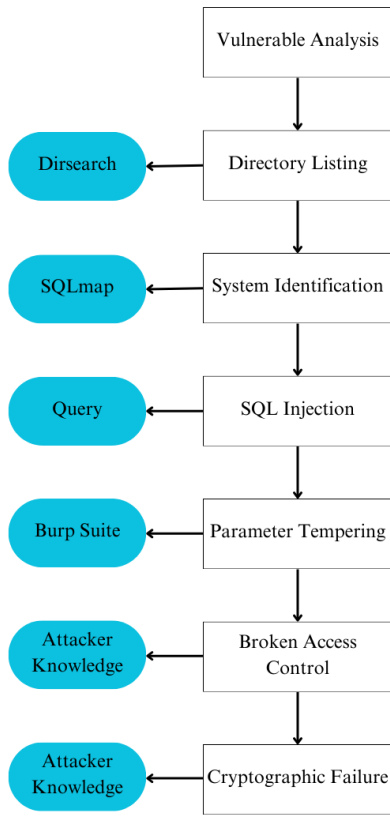 Vulnerable Analysis
Dirsearch
Directory Listing
SQLmap
System Identification
Query
SQL Injection
Burp Suite
Parameter Tempering
Attacker
Knowledge
Broken Access
Control
Attacker
Knowledge
Cryptographic Failure